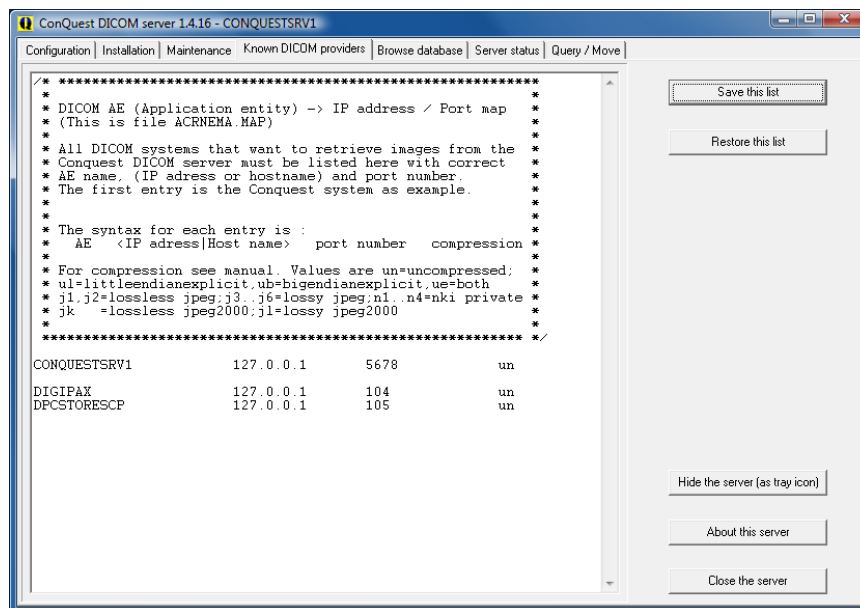 ConQuest DICOM server 1.4.16 - CONQUESTSRV1
Configuration Installation Maintenance Known DICOM providers Browse database Server status Query / Move
/* ********************************************************** 
* *
* DICOM AE (Application entity) -> IP address / Port map *
* (This is file ACRNEMA.MAP) *
* *
* All DICOM systems that want to retrieve images from the *
* Conquest DICOM server must be listed here with correct *
* AE name, (IP adress or hostname) and port number. *
* The first entry is the Conquest system as example. *
* *
* *
* The syntax for each entry is : *
* AE <IP adress|Host name> port number compression *
* *
* For compression see manual. Values are un=uncompressed; *
* ul=littleendianexplicit,ub=bigendianexplicit,ue=both *
* j1,j2=lossless jpeg;j3..j6=lossy jpeg;n1..n4=nki private *
* jk =lossless jpeg2000;jl=lossy jpeg2000 *
* *
********************************************************** */
CONQUESTSRV1 127.0.0.1 5678 un
DIGIPAX 127.0.0.1 104 un
DPCSTORESCP 127.0.0.1 105 un
Save this list
Restore this list
Hide the server (as tray icon)
About this server
Close the server